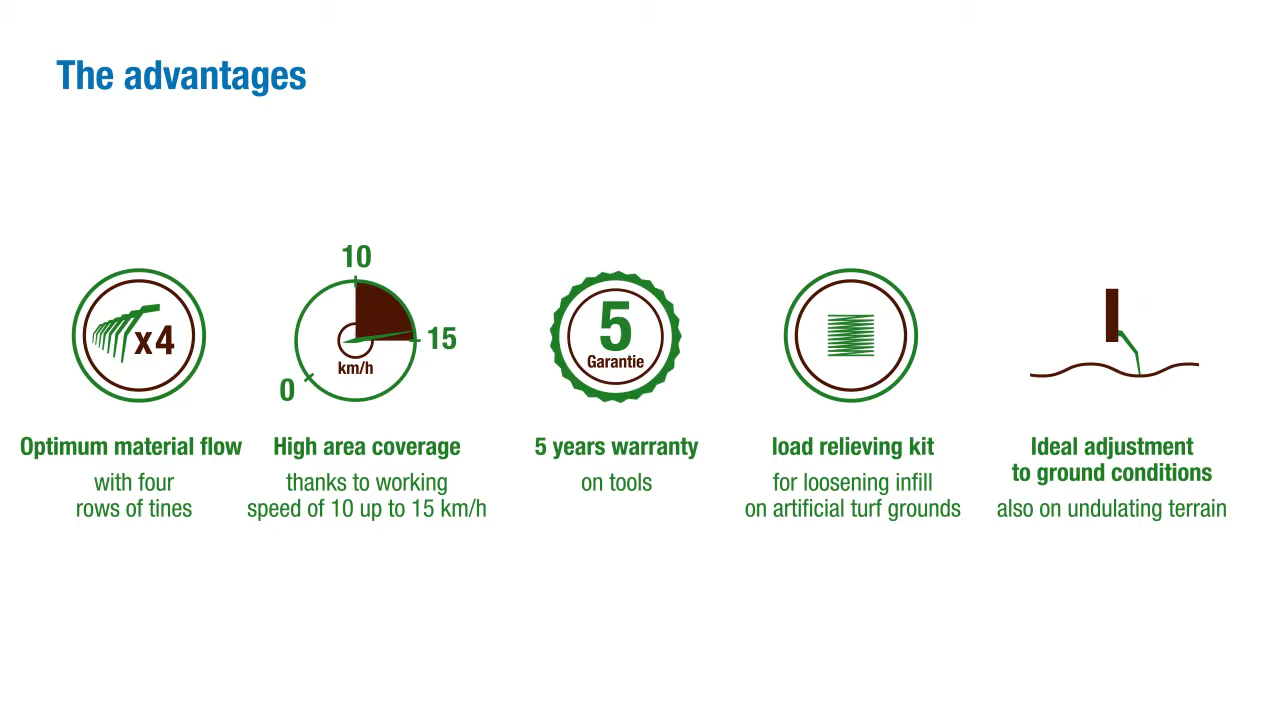 The advantages
x4
10
15
0
km/h
5
Garantie
Optimum material flow
with four
rows of tines
High area coverage
thanks to working
speed of 10 up to 15 km/h
5 years warranty
on tools
load relieving kit
for loosening infill
on artificial turf grounds
Ideal adjustment
to ground conditions
also on undulating terrain